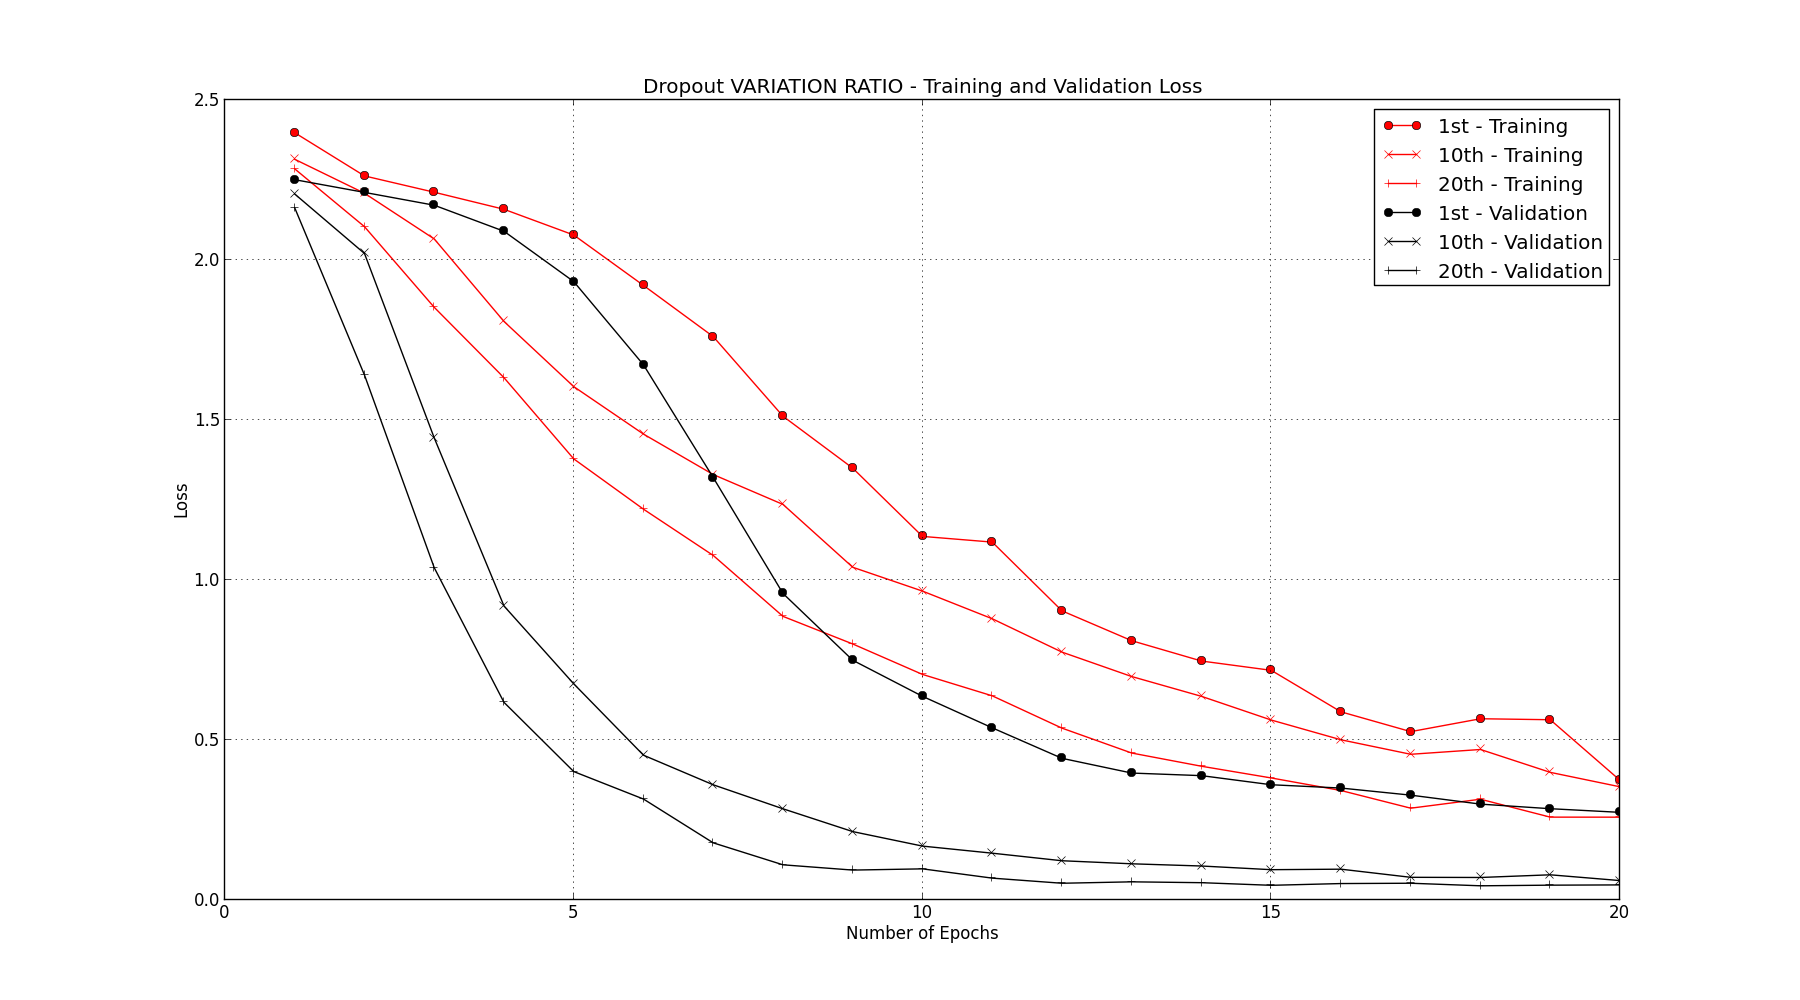 Dropout VARIATION RATIO - Training and Validation Loss
2.5
2.0
1.5
1.0
0.5
0.0
Loss
1st - Training
10th - Training
20th - Training
1st - Validation
10th - Validation
20th - Validation
0 5 10 15 20
Number of Epochs